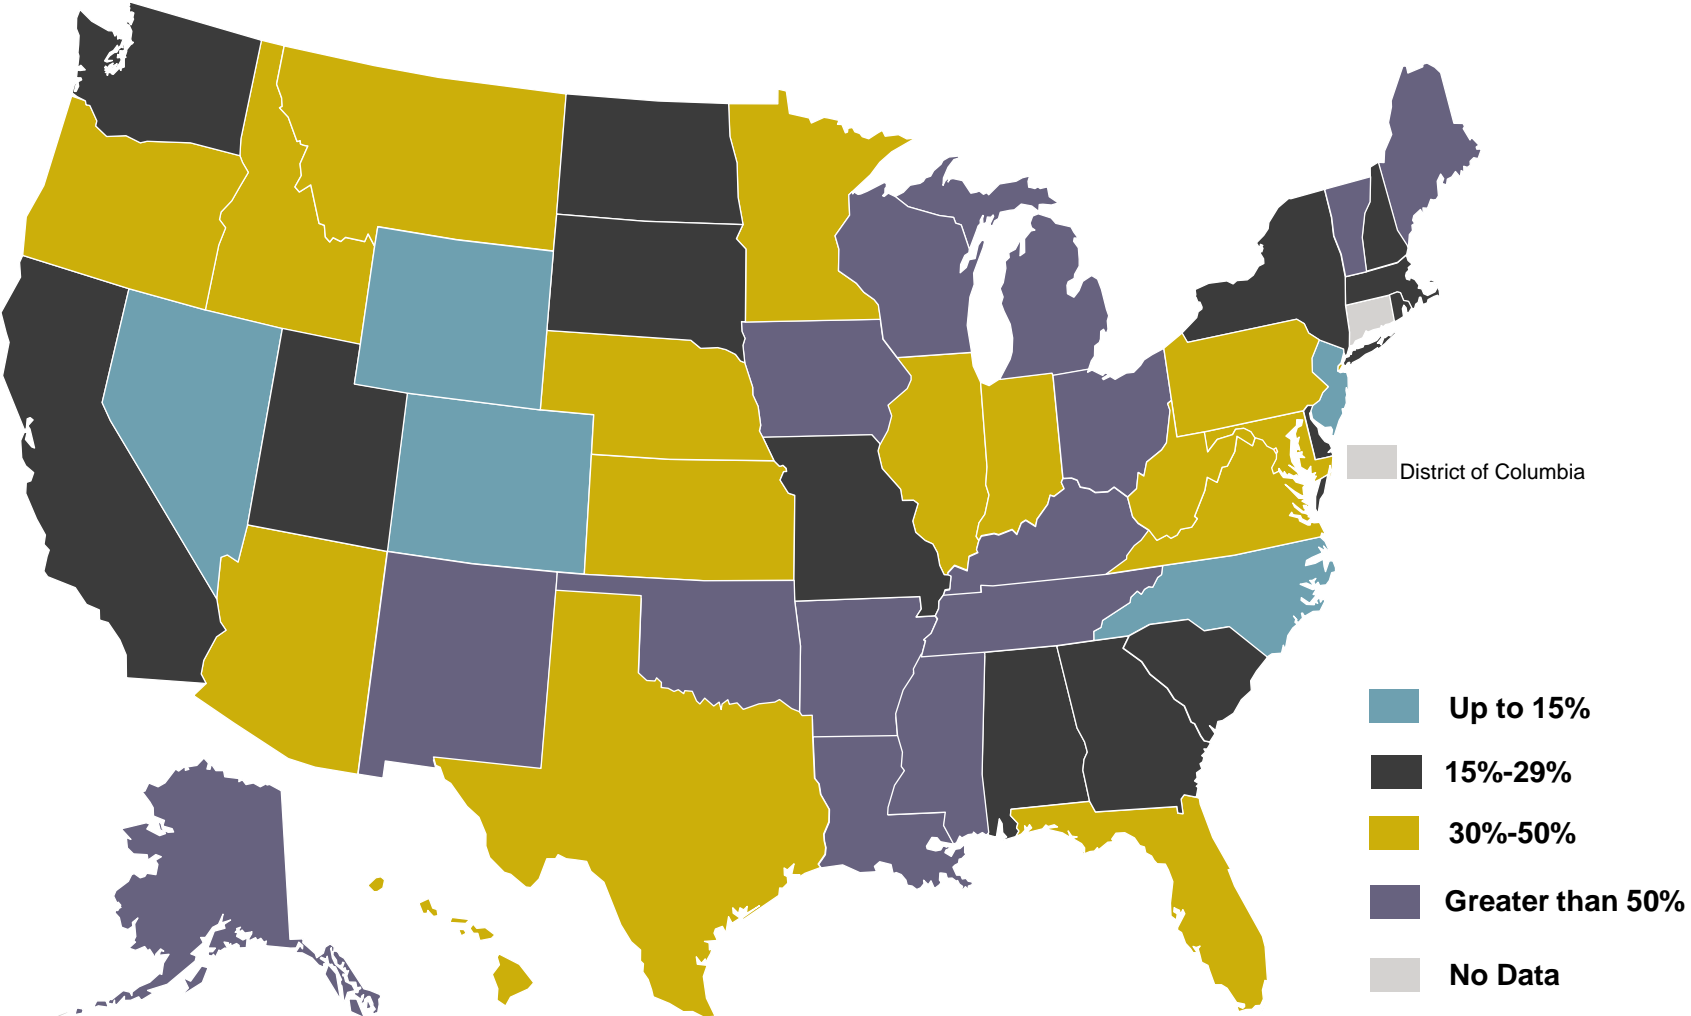 District of Columbia
Up to 15%
15%-29%
30%-50%
Greater than 50%
No Data